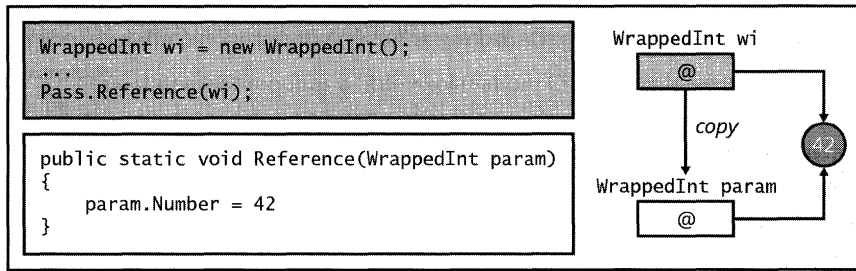 WrappedInt wi = new WrappedInt();
...
Pass.Reference(wi);
public static void Reference(WrappedInt param)
{
    param.Number = 42
}
WrappedInt wi
@
copy
42
WrappedInt param
@